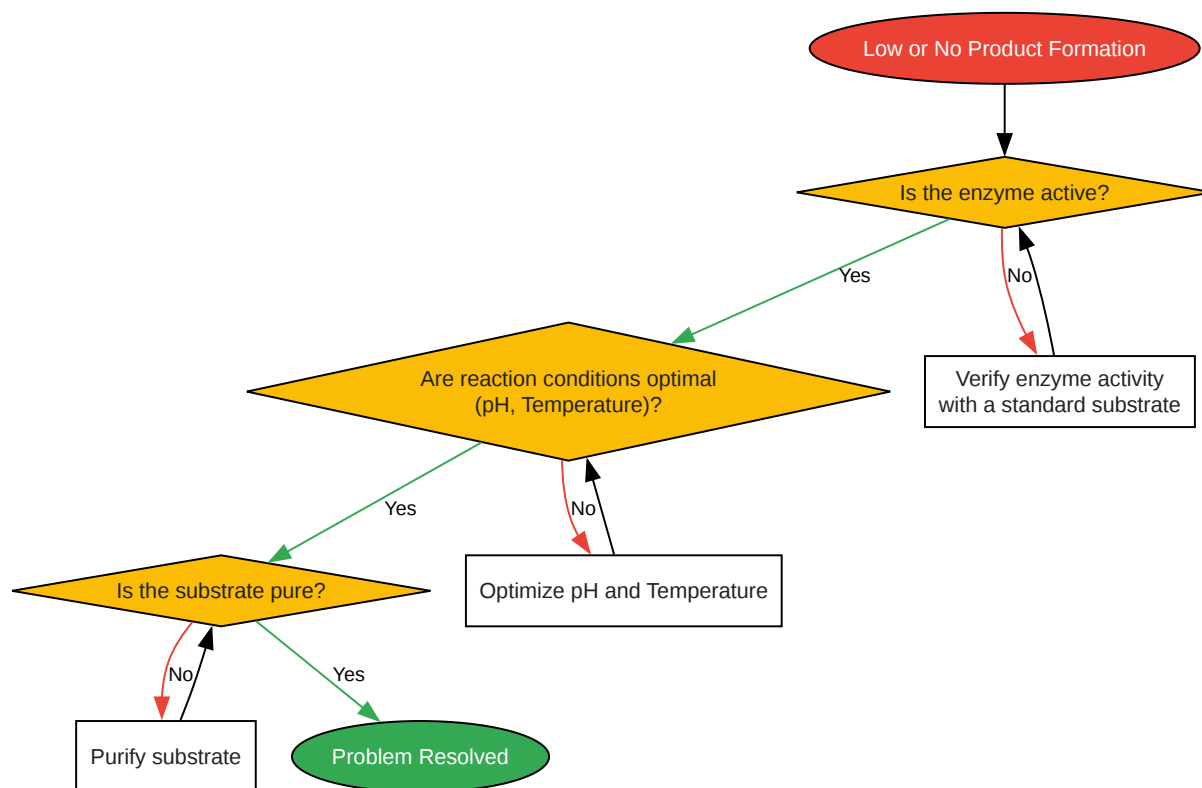 Low or No Product Formation
Is the enzyme active?
Yes
No
Are reaction conditions optimal
(pH, Temperature)?
Verify enzyme activity
with a standard substrate
Yes
No
Is the substrate pure?
Optimize pH and Temperature
No
Yes
Purify substrate
Problem Resolved